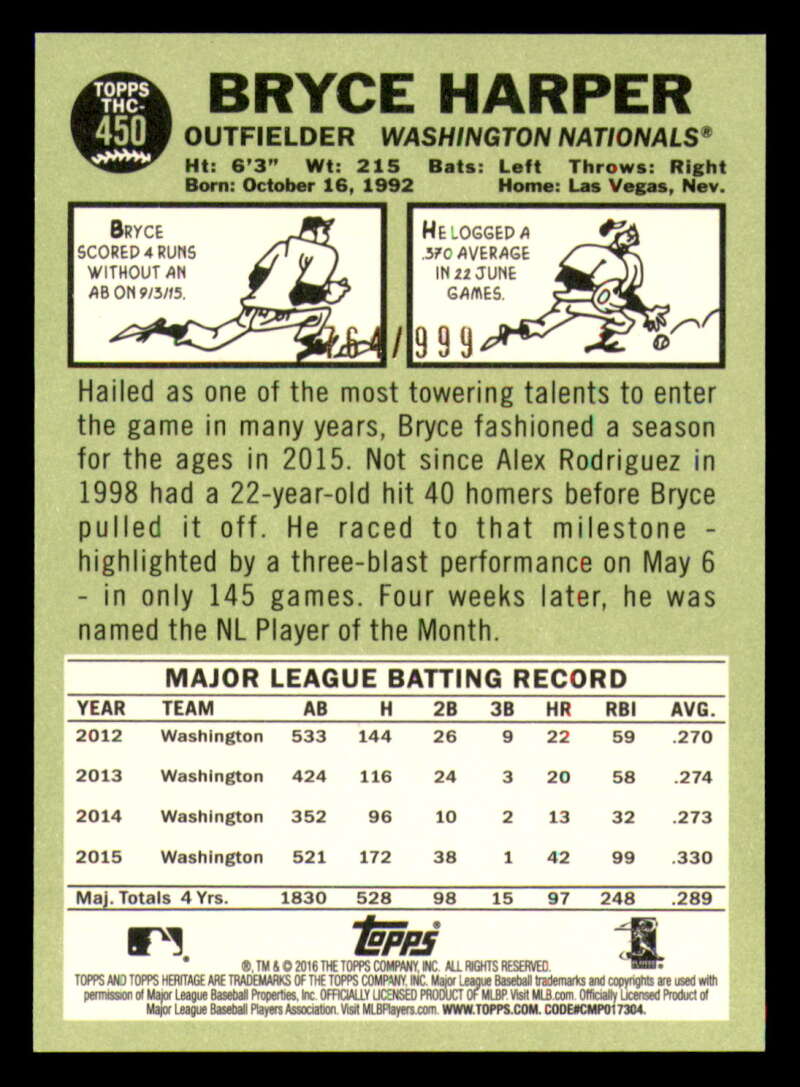 TOPPS
THC-
450
BRYCE HARPER
OUTFIELDER WASHINGTON NATIONALS®
Ht: 6'3" Wt: 215 Bats: Left Throws: Right
Born: October 16, 1992 Home: Las Vegas, Nev.
BRYCE
SCORED 4 RUNS
WITHOUT AN
AB ON 9/3/15.
HE LOGGED A
.370 AVERAGE
IN 22 JUNE
GAMES.
764/999
Hailed as one of the most towering talents to enter
the game in many years, Bryce fashioned a season
for the ages in 2015. Not since Alex Rodriguez in
1998 had a 22-year-old hit 40 homers before Bryce
pulled it off. He raced to that milestone -
highlighted by a three-blast performance on May 6
- in only 145 games. Four weeks later, he was
named the NL Player of the Month.
MAJOR LEAGUE BATTING RECORD
YEAR TEAM AB H 2B 3B HR RBI AVG.
2012 Washington 533 144 26 9 22 59 .270
2013 Washington 424 116 24 3 20 58 .274
2014 Washington 352 96 10 2 13 32 .273
2015 Washington 521 172 38 1 42 99 .330
Maj. Totals 4 Yrs. 1830 528 98 15 97 248 .289
Topps®
®, TM & © 2016 THE TOPPS COMPANY, INC. ALL RIGHTS RESERVED.
TOPPS AND TOPPS HERITAGE ARE TRADEMARKS OF THE TOPPS COMPANY, INC. Major League Baseball trademarks and copyrights are used with
permission of Major League Baseball Properties, Inc. OFFICIALLY LICENSED PRODUCT OF MLBP. Visit MLB.com. Officially Licensed Product of
Major League Baseball Players Association. Visit MLBPlayers.com. WWW.TOPPS.COM. CODE#CMP017304.